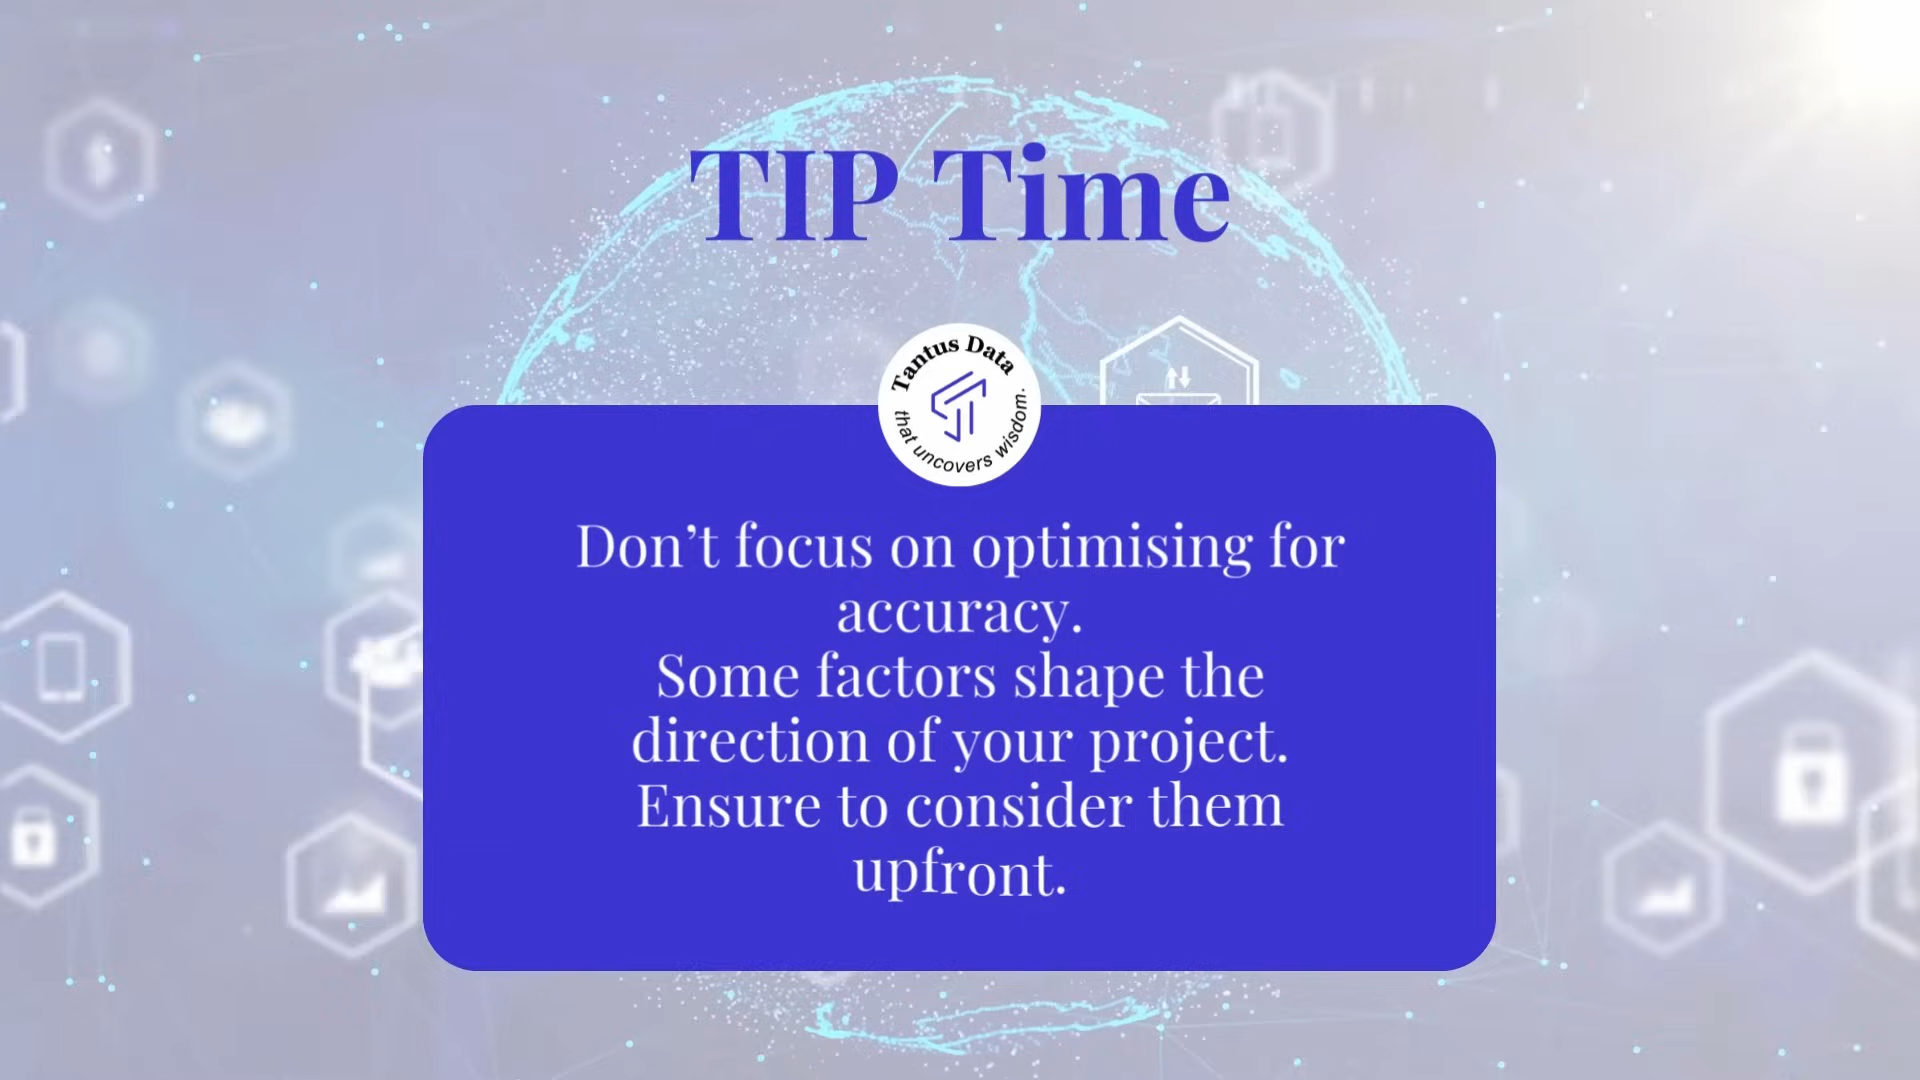 TIP Time
Tantus Data
that uncovers wisdom.
Don’t focus on optimising for
accuracy.
Some factors shape the
direction of your project.
Ensure to consider them
upfront.